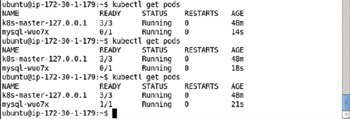 ubuntu@ip-172-30-1-179:~$ kubectl get pods
NAME READY STATUS RESTARTS AGE
k8s-master-127.0.0.1 3/3 Running 0 48m
mysql-wuo7x 0/1 Running 0 14s
ubuntu@ip-172-30-1-179:~$ kubectl get pods
NAME READY STATUS RESTARTS AGE
k8s-master-127.0.0.1 3/3 Running 0 48m
mysql-wuo7x 0/1 Running 0 18s
ubuntu@ip-172-30-1-179:~$ kubectl get pods
NAME READY STATUS RESTARTS AGE
k8s-master-127.0.0.1 3/3 Running 0 48m
mysql-wuo7x 1/1 Running 0 21s
ubuntu@ip-172-30-1-179:~$